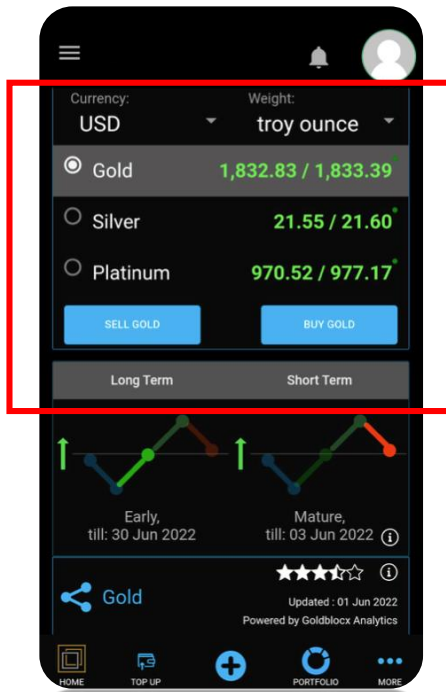 Currency: Weight:
USD troy ounce
Gold 1,832.83 / 1,833.39
Silver 21.55 / 21.60
Platinum 970.52 / 977.17
SELL GOLD BUY GOLD
Long Term Short Term
Early, Mature,
till: 30 Jun 2022 till: 03 Jun 2022
Gold
Updated : 01 Jun 2022
Powered by Goldblocx Analytics
HOME TOP UP PORTFOLIO MORE